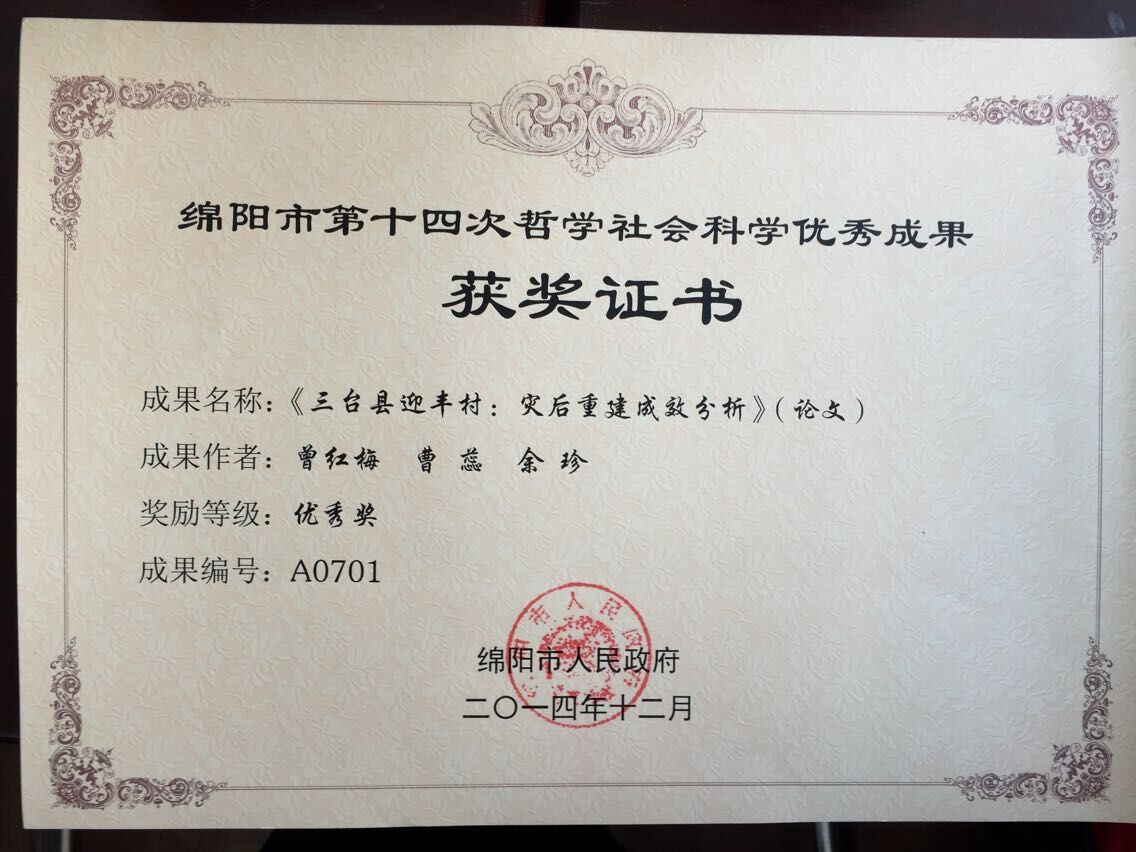 绵阳市第十四次哲学社会科学优秀成果
获奖证书
成果名称：《三台县迎丰村：灾后重建成效分析》（论文）
成果作者：曾红梅 曹蕊 余珍
奖励等级：优秀奖
成果编号：A0701
绵阳市人民政府
二〇一四年十二月